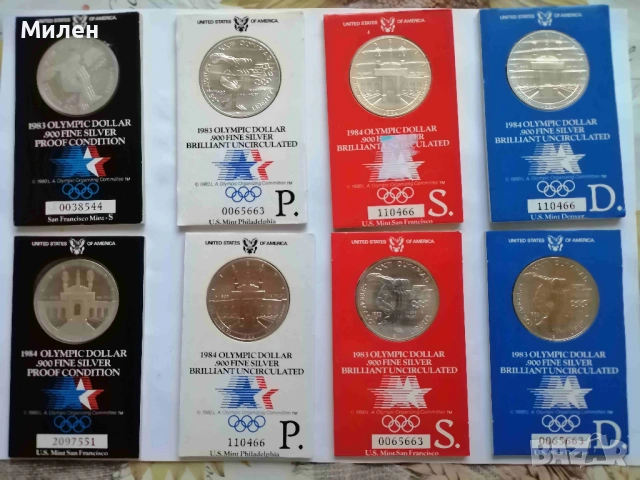 Милен
UNITED STATES OF AMERICA
1983 OLYMPIC DOLLAR
.900 FINE SILVER
PROOF CONDITION
0038544
San Francisco Mint - S
UNITED STATES OF AMERICA
1983 OLYMPIC DOLLAR
.900 FINE SILVER
BRILLIANT UNCIRCULATED
0065663 P.
U.S. Mint Philadelphia
UNITED STATES OF AMERICA
1984 OLYMPIC DOLLAR
.900 FINE SILVER
BRILLIANT UNCIRCULATED
110466 S.
U.S. Mint San Francisco
UNITED STATES OF AMERICA
1984 OLYMPIC DOLLAR
.900 FINE SILVER
BRILLIANT UNCIRCULATED
110466 D.
U.S. Mint Denver
UNITED STATES OF AMERICA
1984 OLYMPIC DOLLAR
.900 FINE SILVER
PROOF CONDITION
2097551
U.S. Mint San Francisco
UNITED STATES OF AMERICA
1984 OLYMPIC DOLLAR
.900 FINE SILVER
BRILLIANT UNCIRCULATED
110466 P.
U.S. Mint Philadelphia
UNITED STATES OF AMERICA
1983 OLYMPIC DOLLAR
.900 FINE SILVER
BRILLIANT UNCIRCULATED
0065663 S.
U.S. Mint San Francisco
UNITED STATES OF AMERICA
1983 OLYMPIC DOLLAR
.900 FINE SILVER
BRILLIANT UNCIRCULATED
0065663 D.
BAZAR